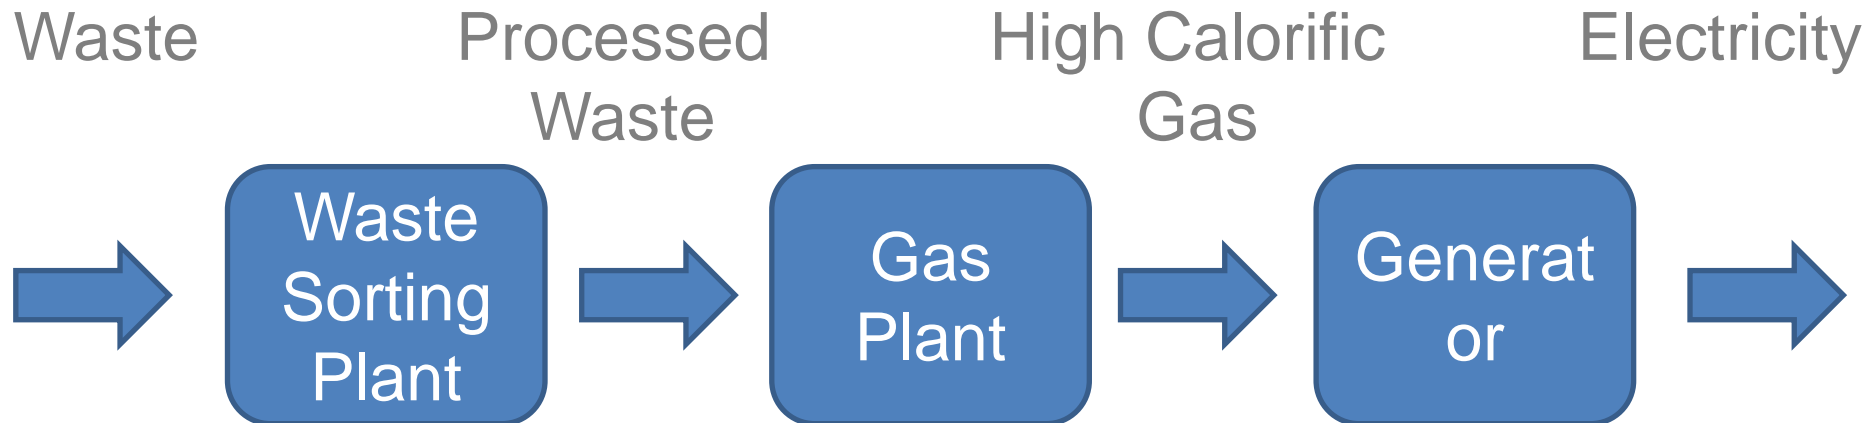 Waste
Processed
Waste
High Calorific
Gas
Electricity
Waste
Sorting
Plant
Gas
Plant
Generat
or